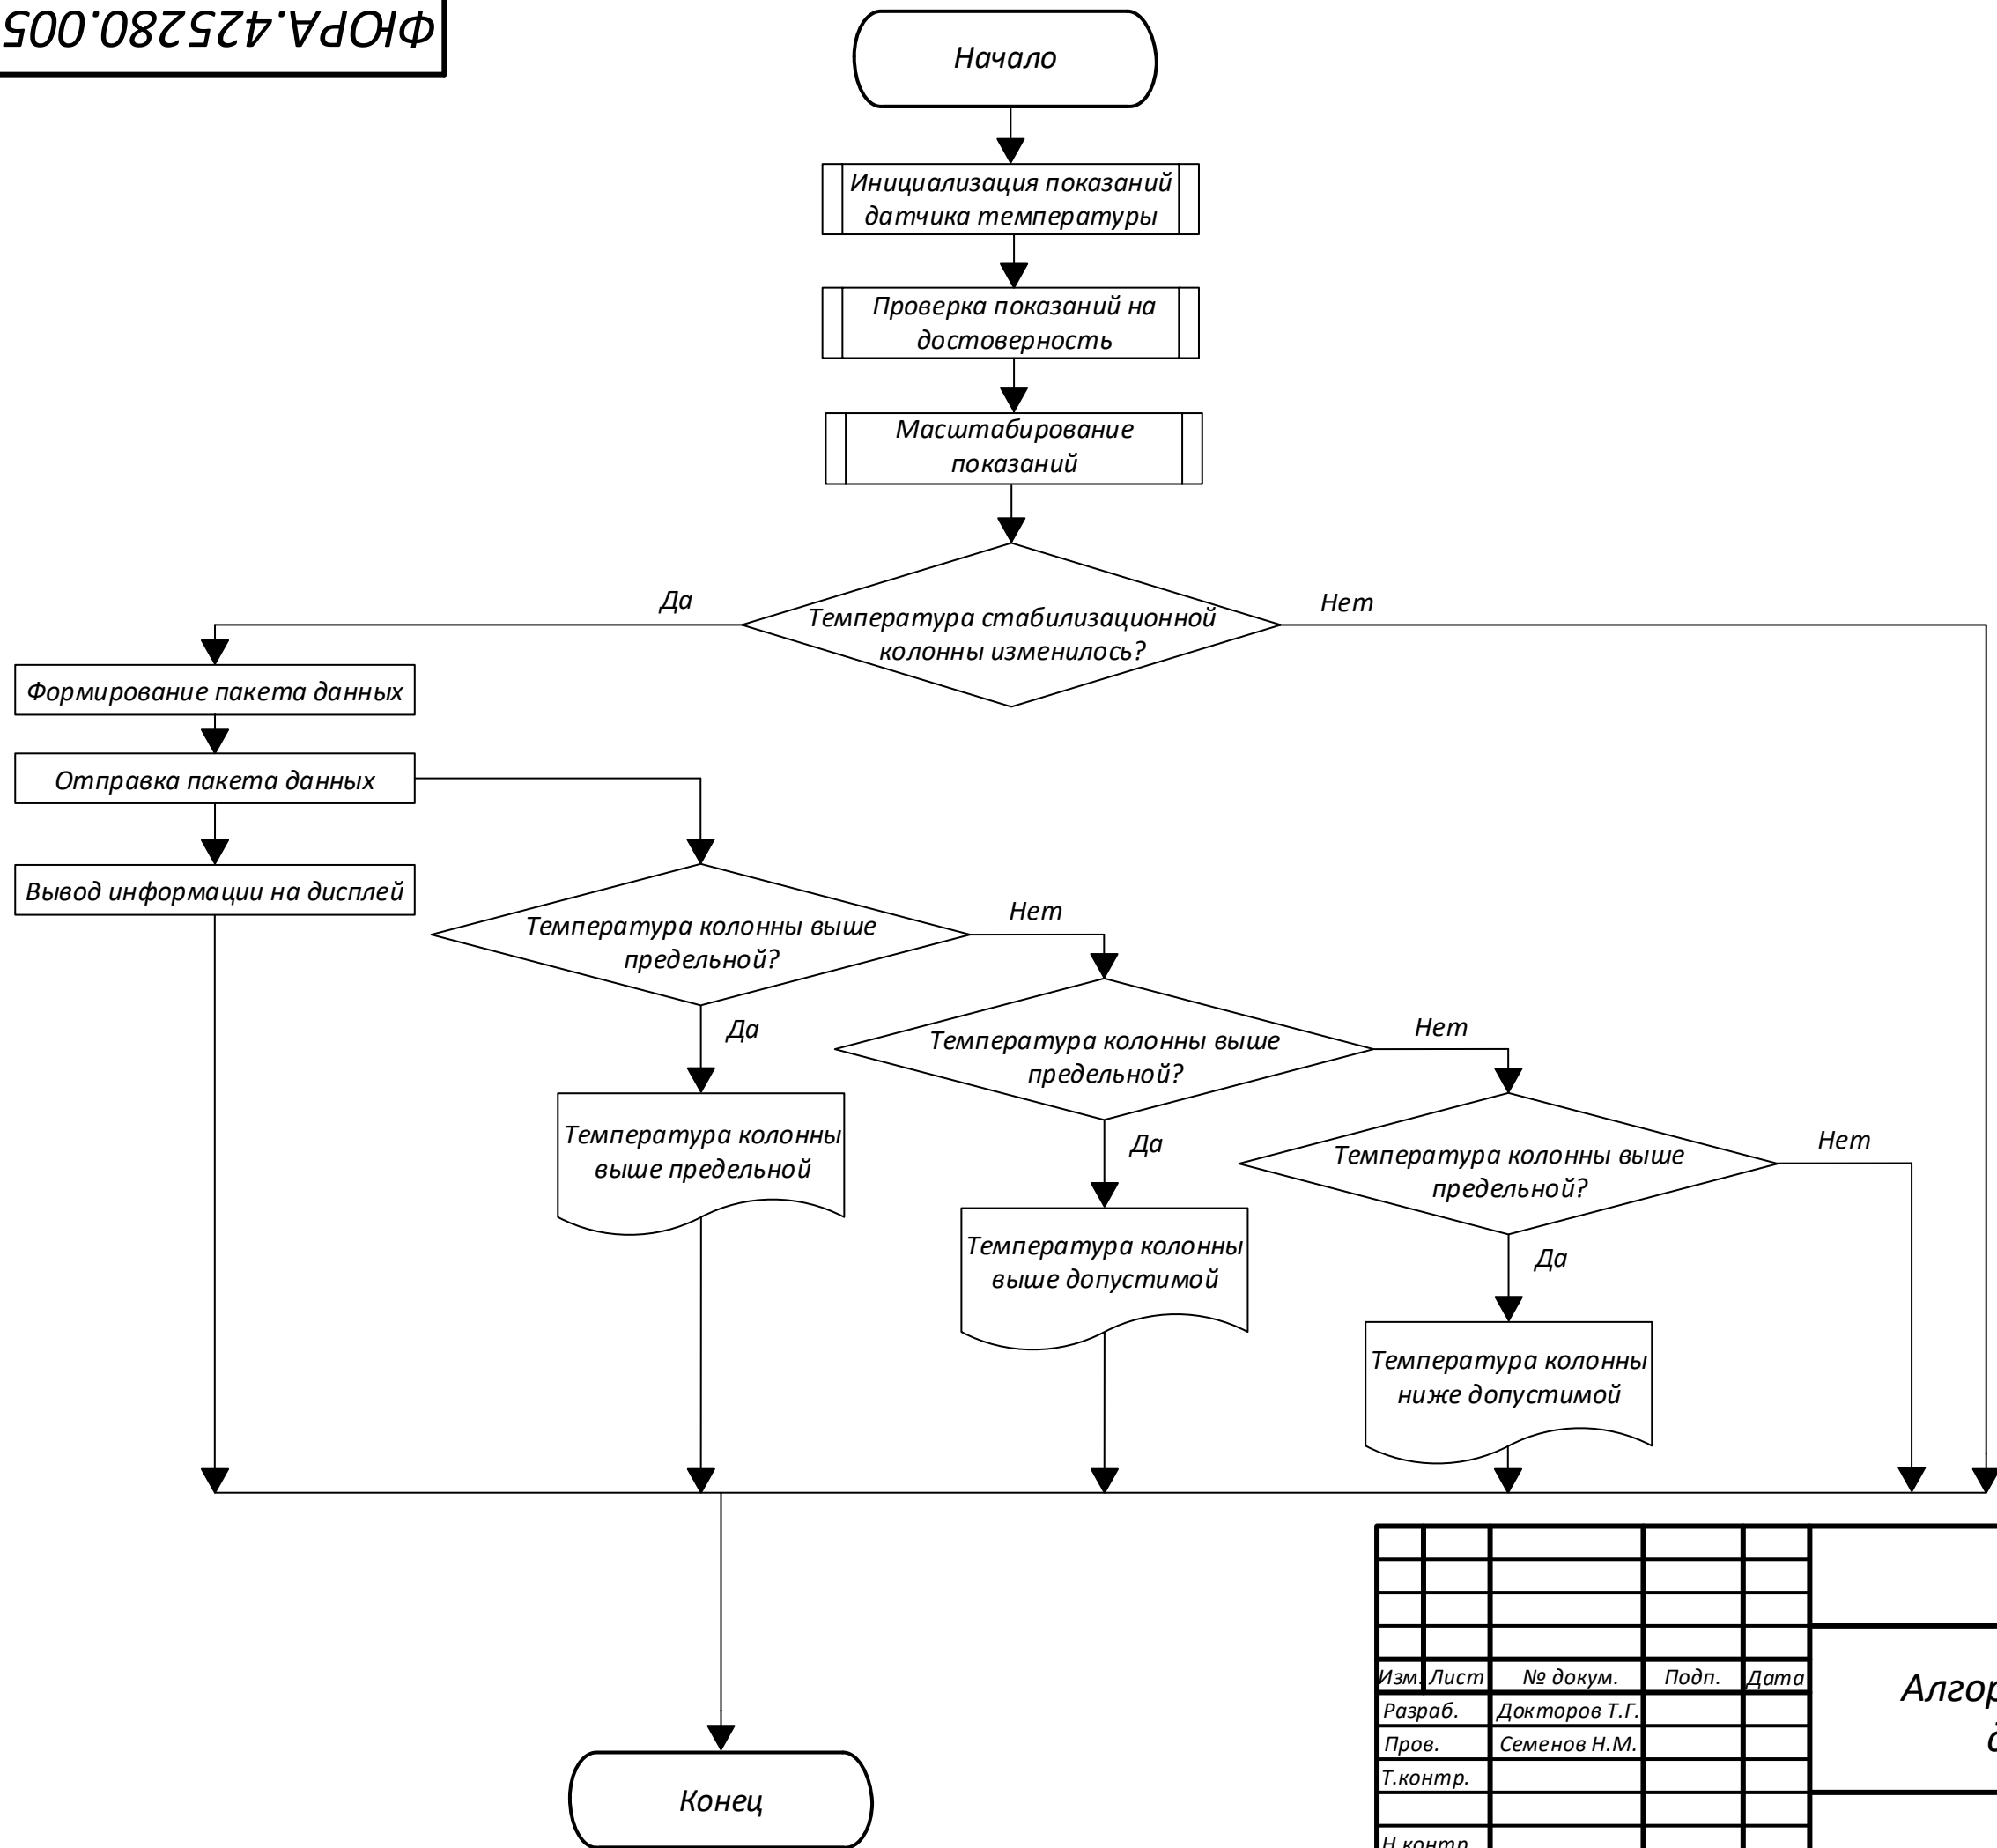 ФЮРА.425280.005
Начало
Инициализация показаний
датчика температуры
Проверка показаний на
достоверность
Масштабирование
показаний
Да
Нет
Температура стабилизационной
колонны изменилось?
Формирование пакета данных
Отправка пакета данных
Вывод информации на дисплей
Температура колонны выше
предельной?
Нет
Да
Температура колонны выше
предельной?
Нет
Да
Температура колонны выше
предельной?
Нет
Да
Температура колонны
выше предельной
Температура колонны
выше допустимой
Температура колонны
ниже допустимой
Конец
Изм. Лист № докум. Подп. Дата
Разраб. Докторов Т.Г.
Пров. Семенов Н.М.
Т.контр.
Н.контр.